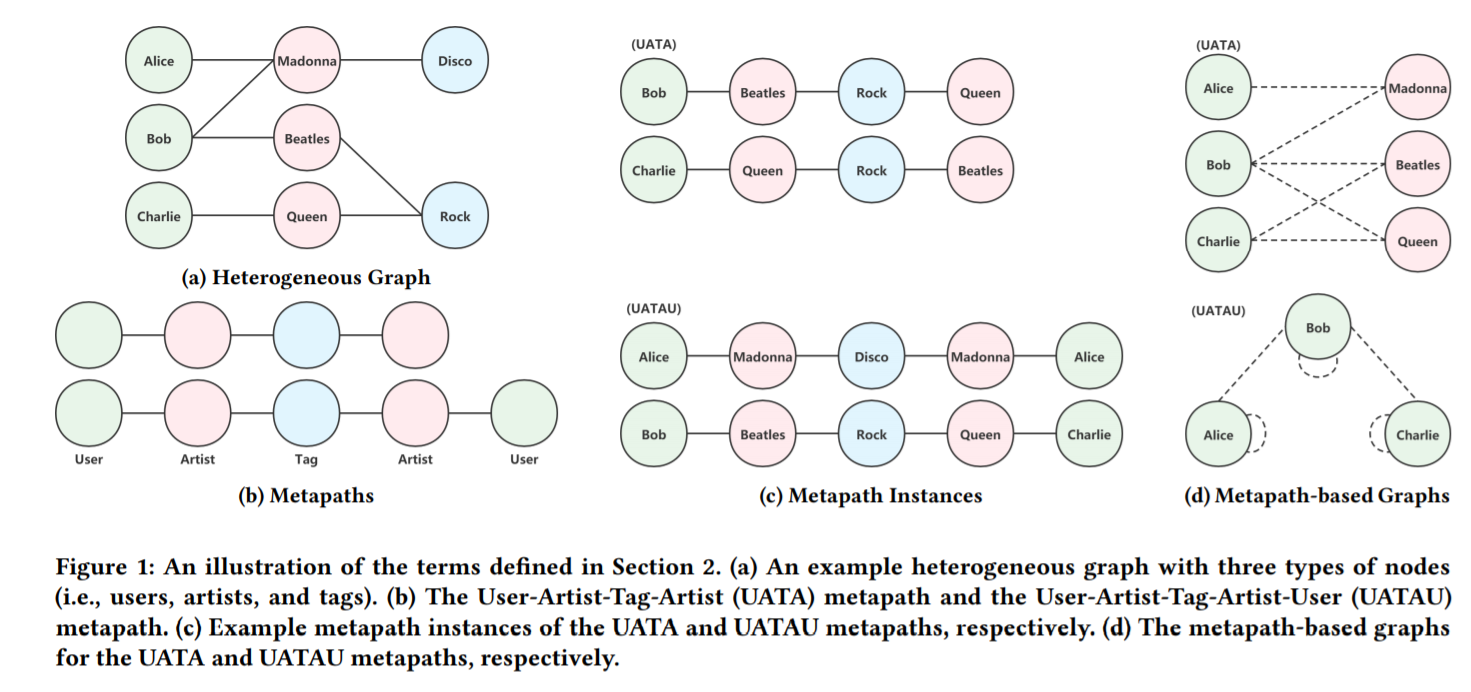 Alice
Madonna
Disco
Bob
Beatles
Charlie
Queen
Rock
(a) Heterogeneous Graph
User
Artist
Tag
Artist
User
(b) Metapaths
(UATA)
Bob
Beatles
Rock
Queen
Charlie
Queen
Rock
Beatles
(UATAU)
Alice
Madonna
Disco
Madonna
Alice
Bob
Beatles
Rock
Queen
Charlie
(c) Metapath Instances
(UATA)
Alice
Madonna
Bob
Beatles
Charlie
Queen
(UATAU)
Bob
Alice
Charlie
(d) Metapath-based Graphs
Figure 1: An illustration of the terms defined in Section 2. (a) An example heterogeneous graph with three types of nodes
(i.e., users, artists, and tags). (b) The User-Artist-Tag-Artist (UATA) metapath and the User-Artist-Tag-Artist-User (UATAU)
metapath. (c) Example metapath instances of the UATA and UATAU metapaths, respectively. (d) The metapath-based graphs
for the UATA and UATAU metapaths, respectively.